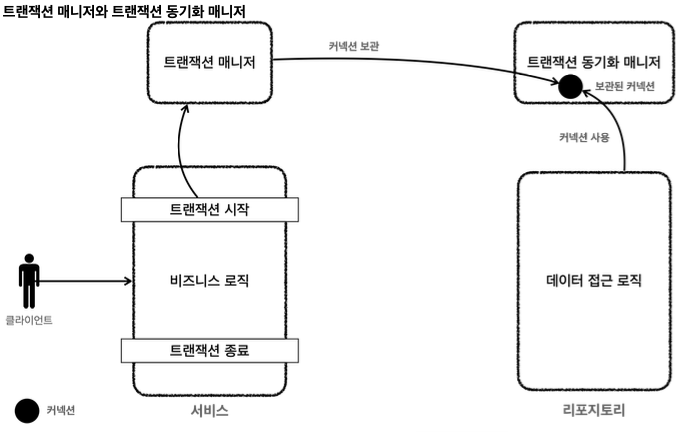 트랜잭션 매니저와 트랜잭션 동기화 매니저
커넥션 보관
트랜잭션 매니저
트랜잭션 동기화 매니저
보관된 커넥션
커넥션 사용
트랜잭션 시작
비즈니스 로직
데이터 접근 로직
클라이언트
트랜잭션 종료
커넥션
서비스
리포지토리